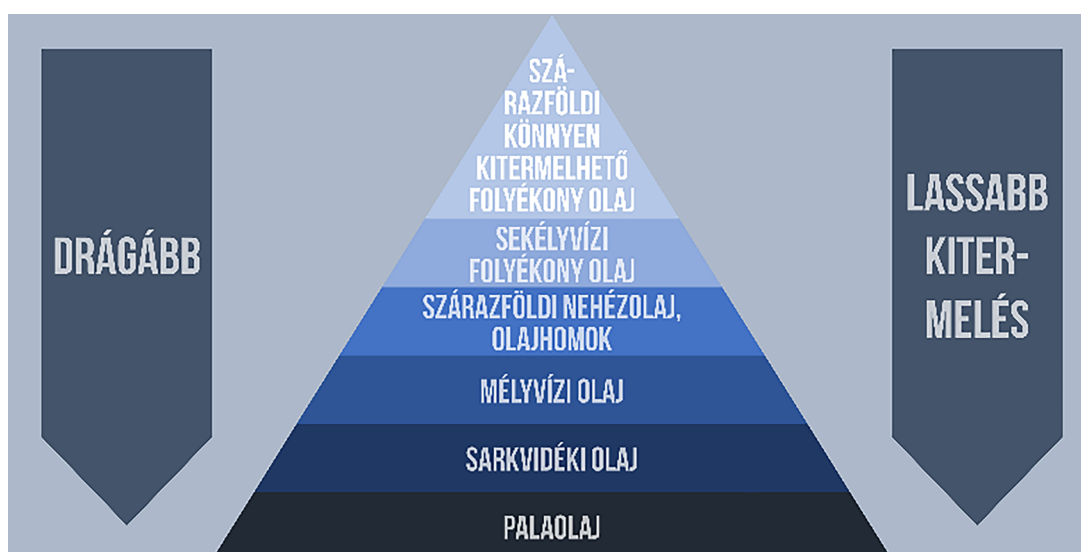 DRÁGÁBB
SZÁ-
RAZFÖLDI
KÖNNYEN
KITERMELHETŐ
FOLYÉKONY OLAJ
SEKÉLYVÍZI
FOLYÉKONY OLAJ
SZÁRAZFÖLDI NEHÉZOLAJ,
OLAJHOMOK
MÉLYVÍZI OLAJ
SARKVIDÉKI OLAJ
PALAOLAJ
LASSABB
KITER-
MELÉS